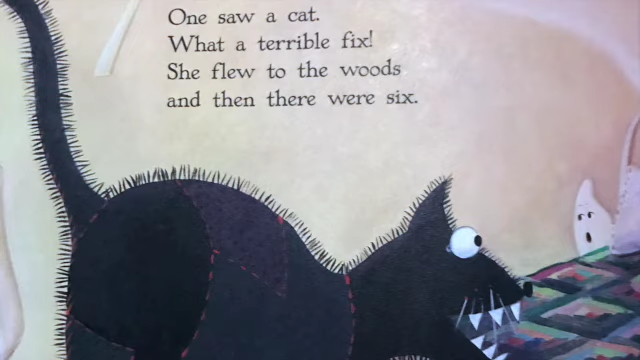 One saw a cat.
What a terrible fix!
She flew to the woods
and then there were six.